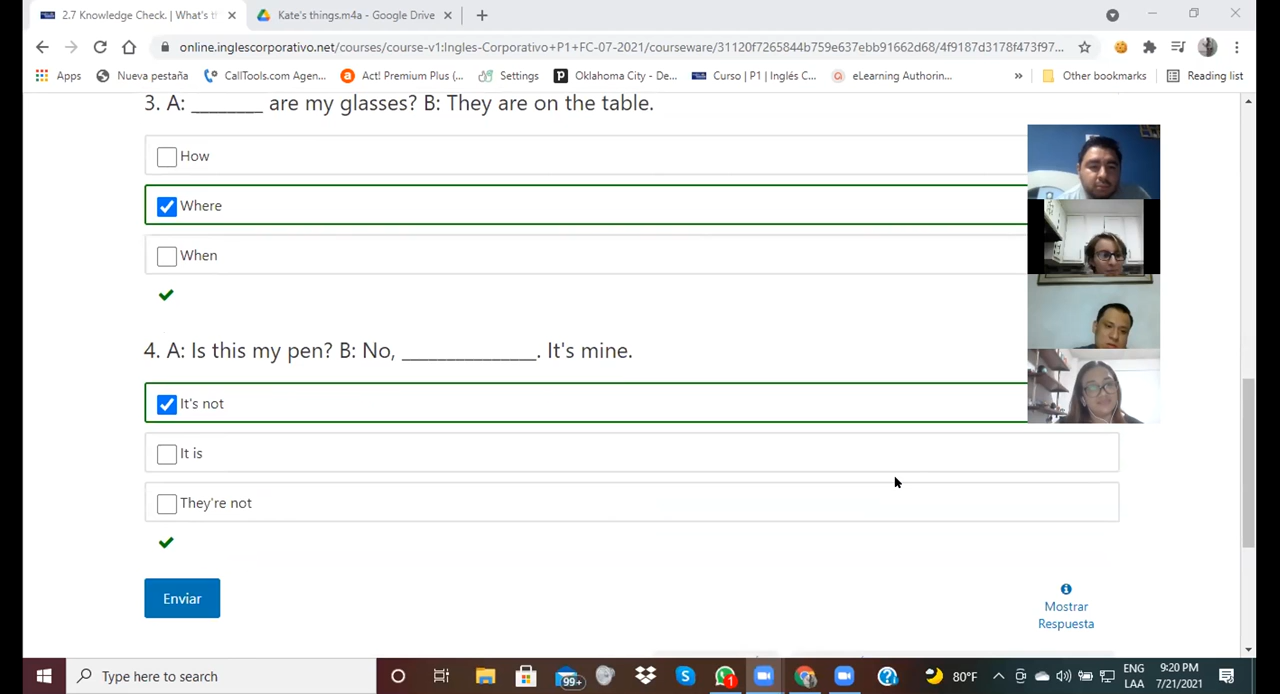 2.7 Knowledge Check. | What's t
Kate's things.m4a - Google Drive
online.inglescorporativo.net/courses/course-v1:Ingles-Corporativo+P1+FC-07-2021/courseware/31120f7265844b759e637ebb91662d68/4f9187d3178f473f97...
Apps Nueva pestaña CallTools.com Agen... Act! Premium Plus (... Settings Oklahoma City - De... Curso | P1 | Inglés C... eLearning Authorin... » Other bookmarks Reading list
3. A: ________ are my glasses? B: They are on the table.
How
Where
When
4. A: Is this my pen? B: No, _______________. It's mine.
It's not
It is
They're not
Enviar
Mostrar
Respuesta
Type here to search
99+
1
80°F
ENG
LAA
9:20 PM
7/21/2021